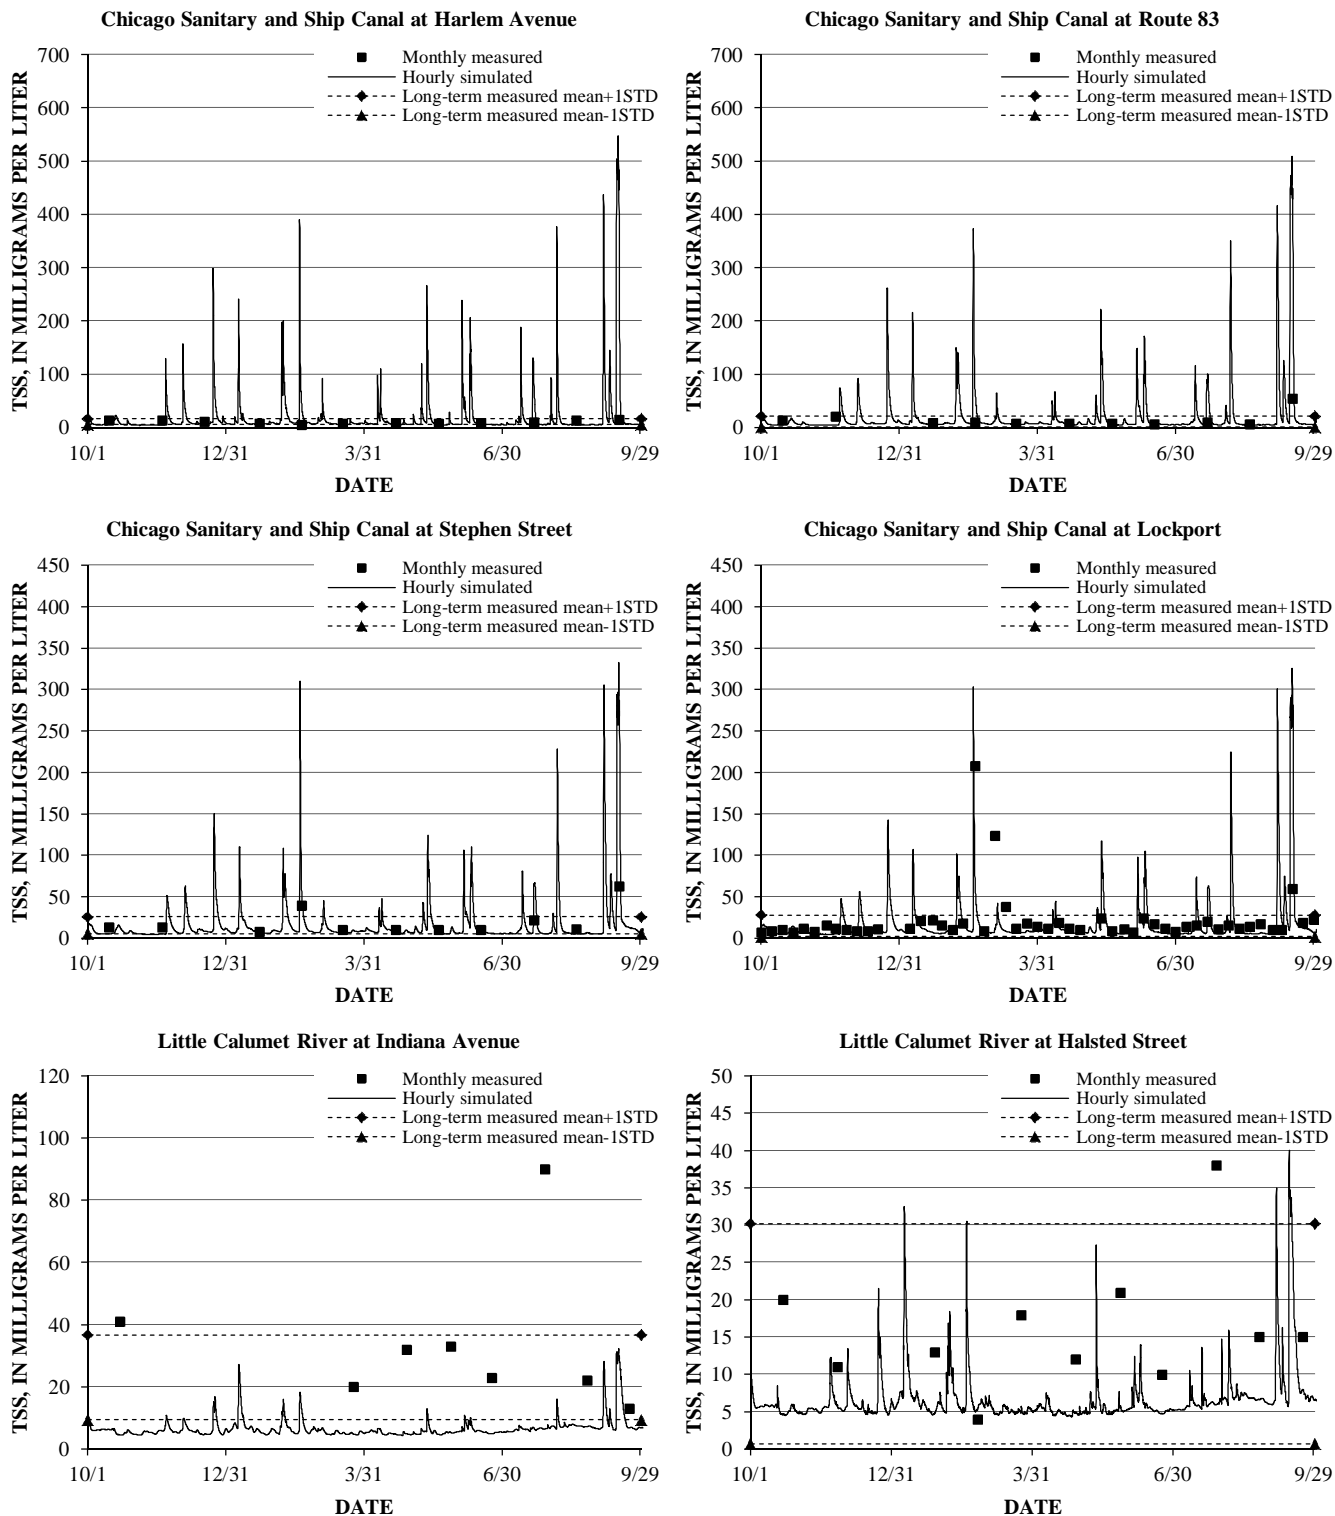 Chicago Sanitary and Ship Canal at Harlem Avenue
TSS, IN MILLIGRAMS PER LITER
700
600
500
400
300
200
100
0
Monthly measured
Hourly simulated
Long-term measured mean+1STD
Long-term measured mean-1STD
10/1 12/31 3/31 6/30 9/29
DATE
Chicago Sanitary and Ship Canal at Route 83
TSS, IN MILLIGRAMS PER LITER
700
600
500
400
300
200
100
0
Monthly measured
Hourly simulated
Long-term measured mean+1STD
Long-term measured mean-1STD
10/1 12/31 3/31 6/30 9/29
DATE
Chicago Sanitary and Ship Canal at Stephen Street
TSS, IN MILLIGRAMS PER LITER
450
400
350
300
250
200
150
100
50
0
Monthly measured
Hourly simulated
Long-term measured mean+1STD
Long-term measured mean-1STD
10/1 12/31 3/31 6/30 9/29
DATE
Chicago Sanitary and Ship Canal at Lockport
TSS, IN MILLIGRAMS PER LITER
450
400
350
300
250
200
150
100
50
0
Monthly measured
Hourly simulated
Long-term measured mean+1STD
Long-term measured mean-1STD
10/1 12/31 3/31 6/30 9/29
DATE
Little Calumet River at Indiana Avenue
TSS, IN MILLIGRAMS PER LITER
120
100
80
60
40
20
0
Monthly measured
Hourly simulated
Long-term measured mean+1STD
Long-term measured mean-1STD
10/1 12/31 3/31 6/30 9/29
DATE
Little Calumet River at Halsted Street
TSS, IN MILLIGRAMS PER LITER
50
45
40
35
30
25
20
15
10
5
0
Monthly measured
Hourly simulated
Long-term measured mean+1STD
Long-term measured mean-1STD
10/1 12/31 3/31 6/30 9/29
DATE